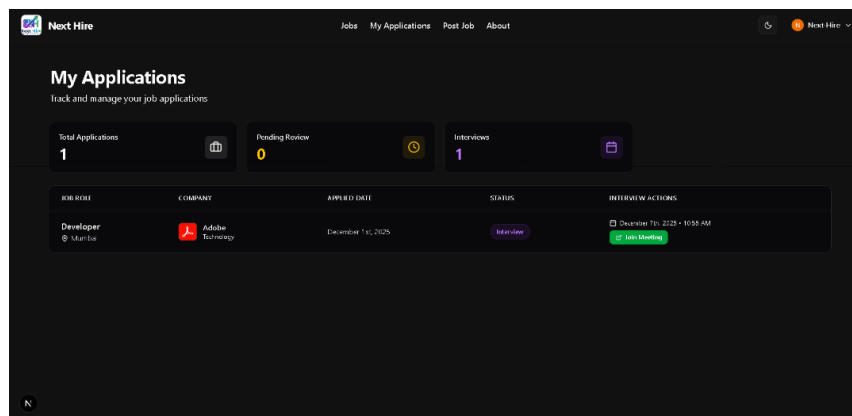 Next Hire
Jobs My Applications Post Job About
N Next Hire
My Applications
Track and manage your job applications
Total Applications
1
Pending Review
0
Interviews
1
JOB ROLE COMPANY APPLIED DATE STATUS INTERVIEW ACTIONS
Developer
Mumbai
Adobe
Technology
December 1st, 2025
Interview
December 7th, 2025 • 10:55 AM
Join Meeting
N